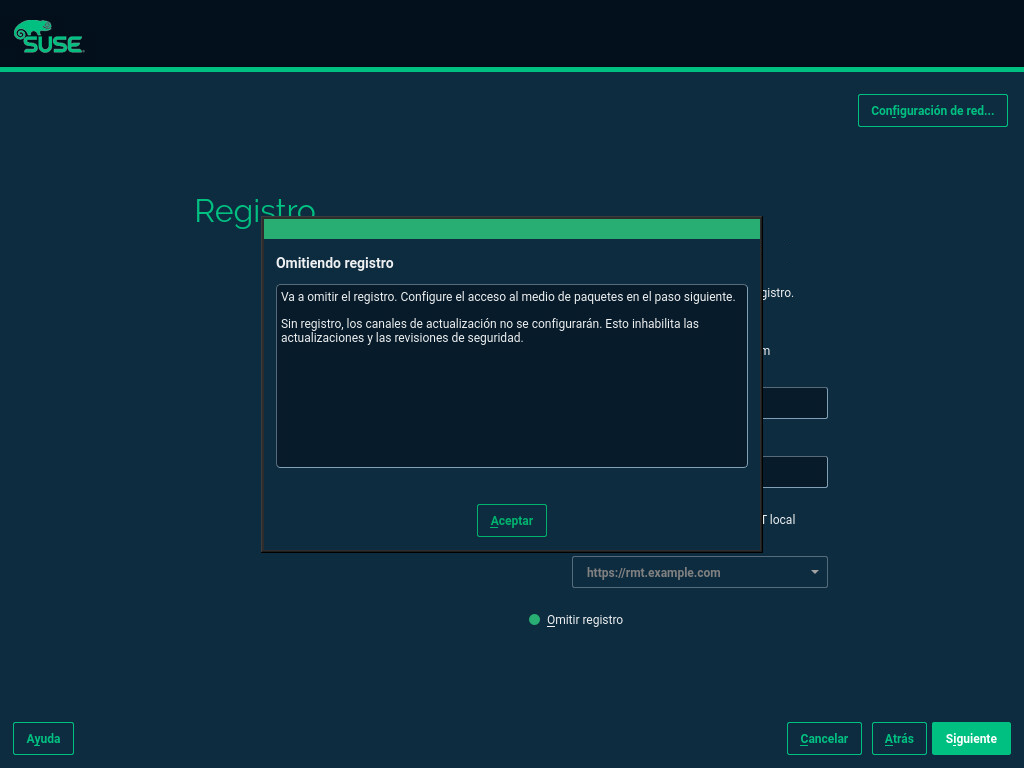 SUSE
Configuración de red...
Registro
Omitiendo registro
Va a omitir el registro. Configure el acceso al medio de paquetes en el paso siguiente.
Sin registro, los canales de actualización no se configurarán. Esto inhabilita las
actualizaciones y las revisiones de seguridad.
Aceptar
gistro.
m
T local
https://rmt.example.com
Omitir registro
Ayuda
Cancelar
Atrás
Siguiente